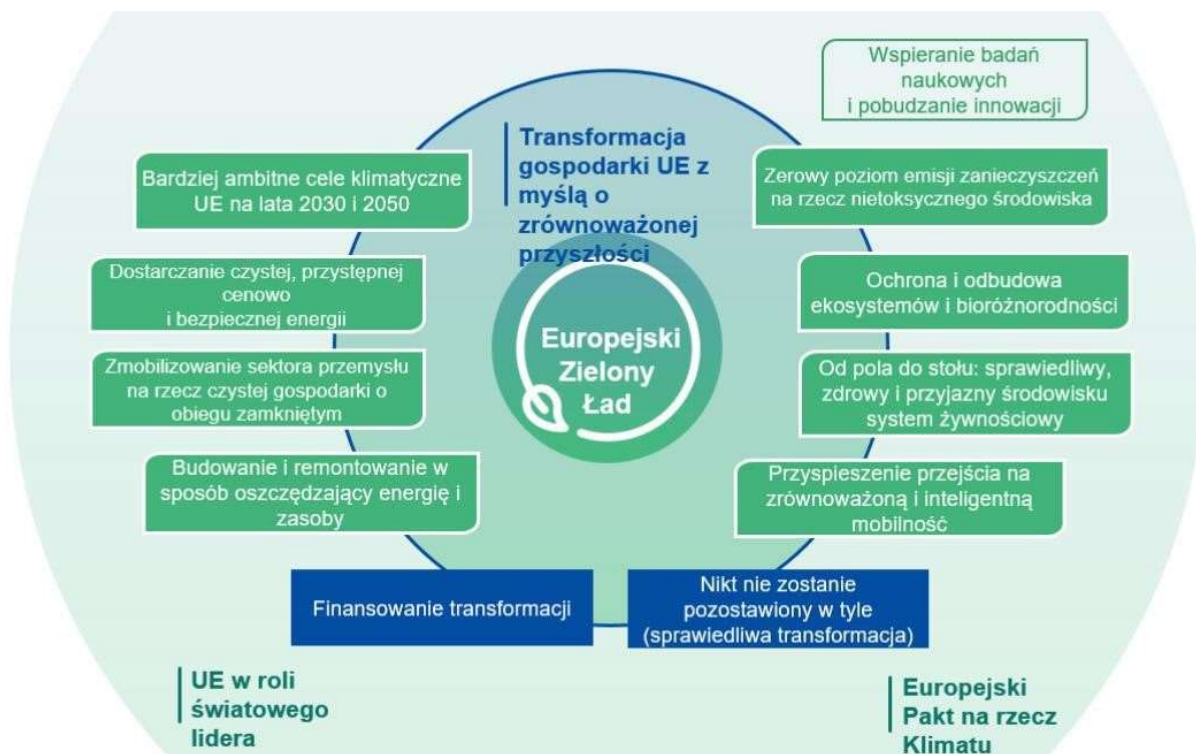 Wspieranie badań
naukowych
i pobudzanie innowacji
Transformacja
gospodarki UE z
myślą o
zrównoważonej
przyszłości
Bardziej ambitne cele klimatyczne
UE na lata 2030 i 2050
Dostarczanie czystej, przystępnej
cenowo
i bezpiecznej energii
Zmobilizowanie sektora przemysłu
na rzecz czystej gospodarki o
obiegu zamkniętym
Budowanie i remontowanie w
sposób oszczędzający energię i
zasoby
Europejski
Zielony
Ład
Zerowy poziom emisji zanieczyszczeń
na rzecz nietoksycznego środowiska
Ochrona i odbudowa
ekosystemów i bioróżnorodności
Od pola do stołu: sprawiedliwy,
zdrowy i przyjazny środowisku
system żywnościowy
Przyspieszenie przejścia na
zrównoważoną i inteligentną
mobilność
Finansowanie transformacji
Nikt nie zostanie
pozostawiony w tyle
(sprawiedliwa transformacja)
UE w roli
światowego
lidera
Europejski
Pakt na rzecz
Klimatu